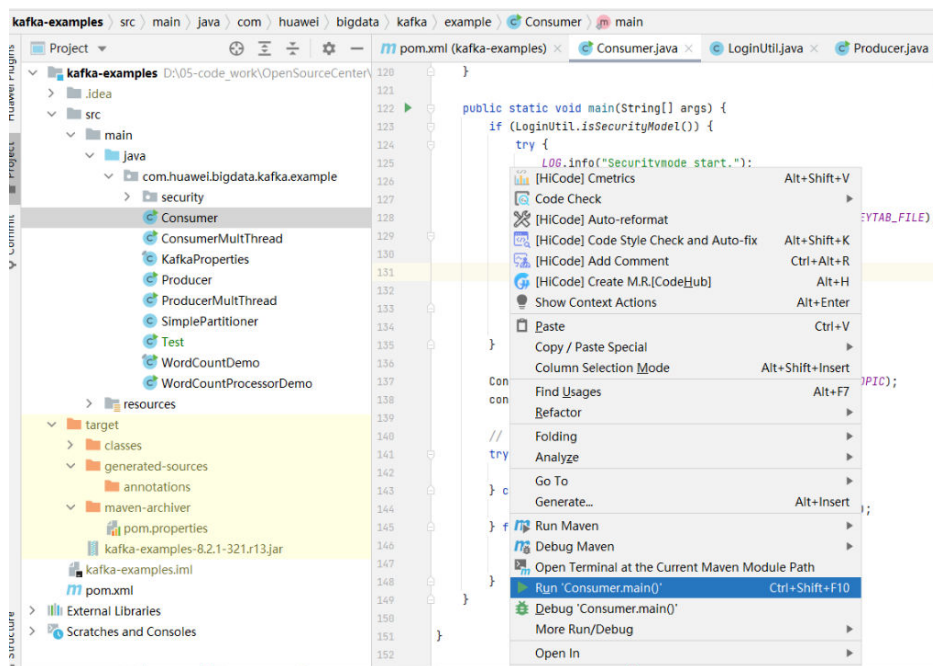 kafka-examples 〉 src 〉 main 〉 java 〉 com 〉 huawei 〉 bigdata 〉 kafka 〉 example 〉 Consumer 〉 main
Project
pom.xml (kafka-examples) × Consumer.java × LoginUtil.java × Producer.java
Huawei Plugins
Project
Commit
Structure
kafka-examples D:\05-code_work\OpenSourceCenter\
.idea
src
main
java
com.huawei.bigdata.kafka.example
security
Consumer
ConsumerMultThread
KafkaProperties
Producer
ProducerMultThread
SimplePartitioner
Test
WordCountDemo
WordCountProcessorDemo
resources
target
classes
generated-sources
annotations
maven-archiver
pom.properties
kafka-examples-8.2.1-321.r13.jar
kafka-examples.iml
pom.xml
External Libraries
Scratches and Consoles
120 }
121
122 public static void main(String[] args) {
123 if (LoginUtil.isSecurityModel()) {
124 try {
125 LOG.info("Securitymode start.");
126
127
128 EYTAB_FILE)
129
130
131
132
133
134
135 }
136
137 Con OPIC);
138 con
139
140 //
141 try
142
143 } c
144 );
145 } f
146
147
148 }
149 }
150
151 }
152
[HiCode] Cmetrics Alt+Shift+V
Code Check
[HiCode] Auto-reformat
[HiCode] Code Style Check and Auto-fix Alt+Shift+K
[HiCode] Add Comment Ctrl+Alt+R
[HiCode] Create M.R.[CodeHub] Alt+H
Show Context Actions Alt+Enter
Paste Ctrl+V
Copy / Paste Special
Column Selection Mode Alt+Shift+Insert
Find Usages Alt+F7
Refactor
Folding
Analyze
Go To
Generate... Alt+Insert
Run Maven
Debug Maven
Open Terminal at the Current Maven Module Path
Run 'Consumer.main()' Ctrl+Shift+F10
Debug 'Consumer.main()'
More Run/Debug
Open In